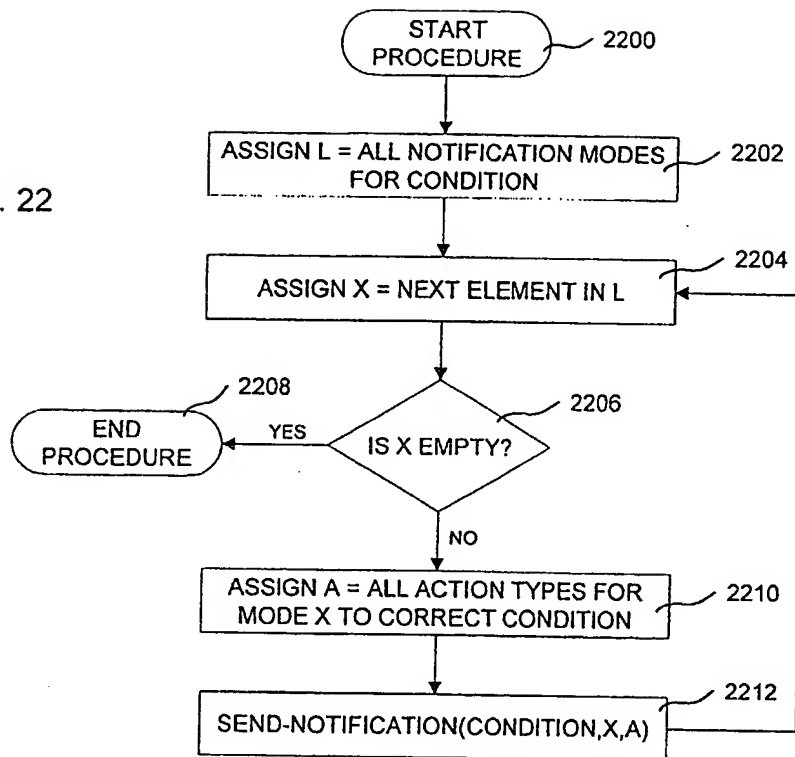 START
PROCEDURE
2200
ASSIGN L = ALL NOTIFICATION MODES
FOR CONDITION
2202
. 22
ASSIGN X = NEXT ELEMENT IN L
2204
IS X EMPTY?
2206
YES
END
PROCEDURE
2208
NO
ASSIGN A = ALL ACTION TYPES FOR
MODE X TO CORRECT CONDITION
2210
SEND-NOTIFICATION(CONDITION,X,A)
2212